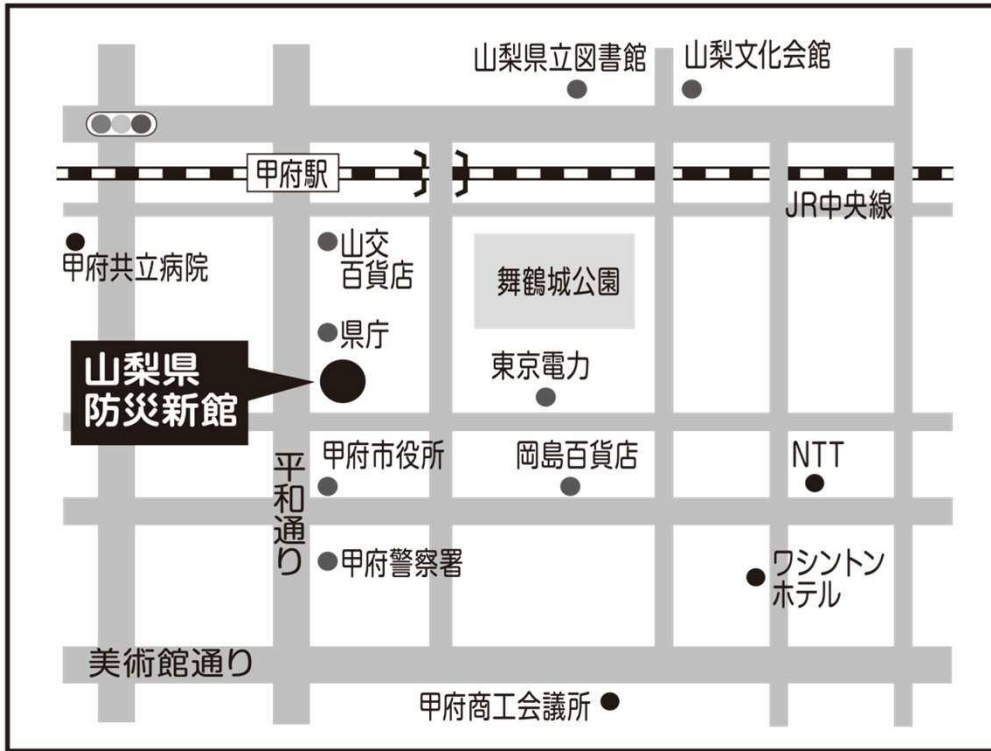 山梨県立図書館
山梨文化会館
甲府駅
JR中央線
甲府共立病院
山交
百貨店
舞鶴城公園
県庁
山梨県
防災新館
東京電力
甲府市役所
岡島百貨店
NTT
平和通り
甲府警察署
ワシントン
ホテル
美術館通り
甲府商工会議所